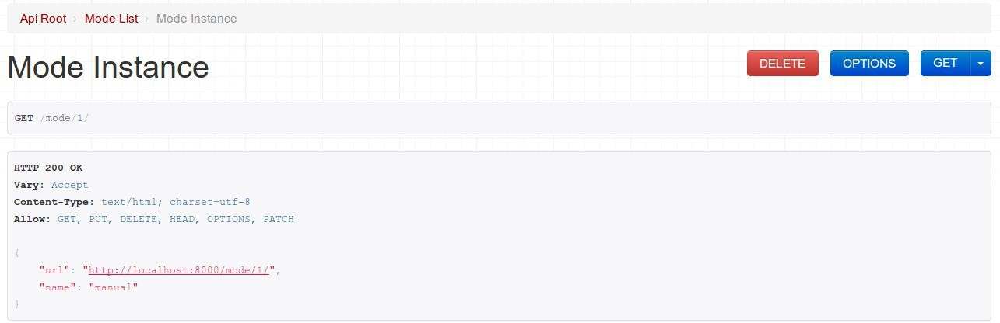 Api Root › Mode List › Mode Instance
Mode Instance
DELETE OPTIONS GET
GET /mode/1/
HTTP 200 OK
Vary: Accept
Content-Type: text/html; charset=utf-8
Allow: GET, PUT, DELETE, HEAD, OPTIONS, PATCH
{
"url": "http://localhost:8000/mode/1/",
"name": "manual"
}